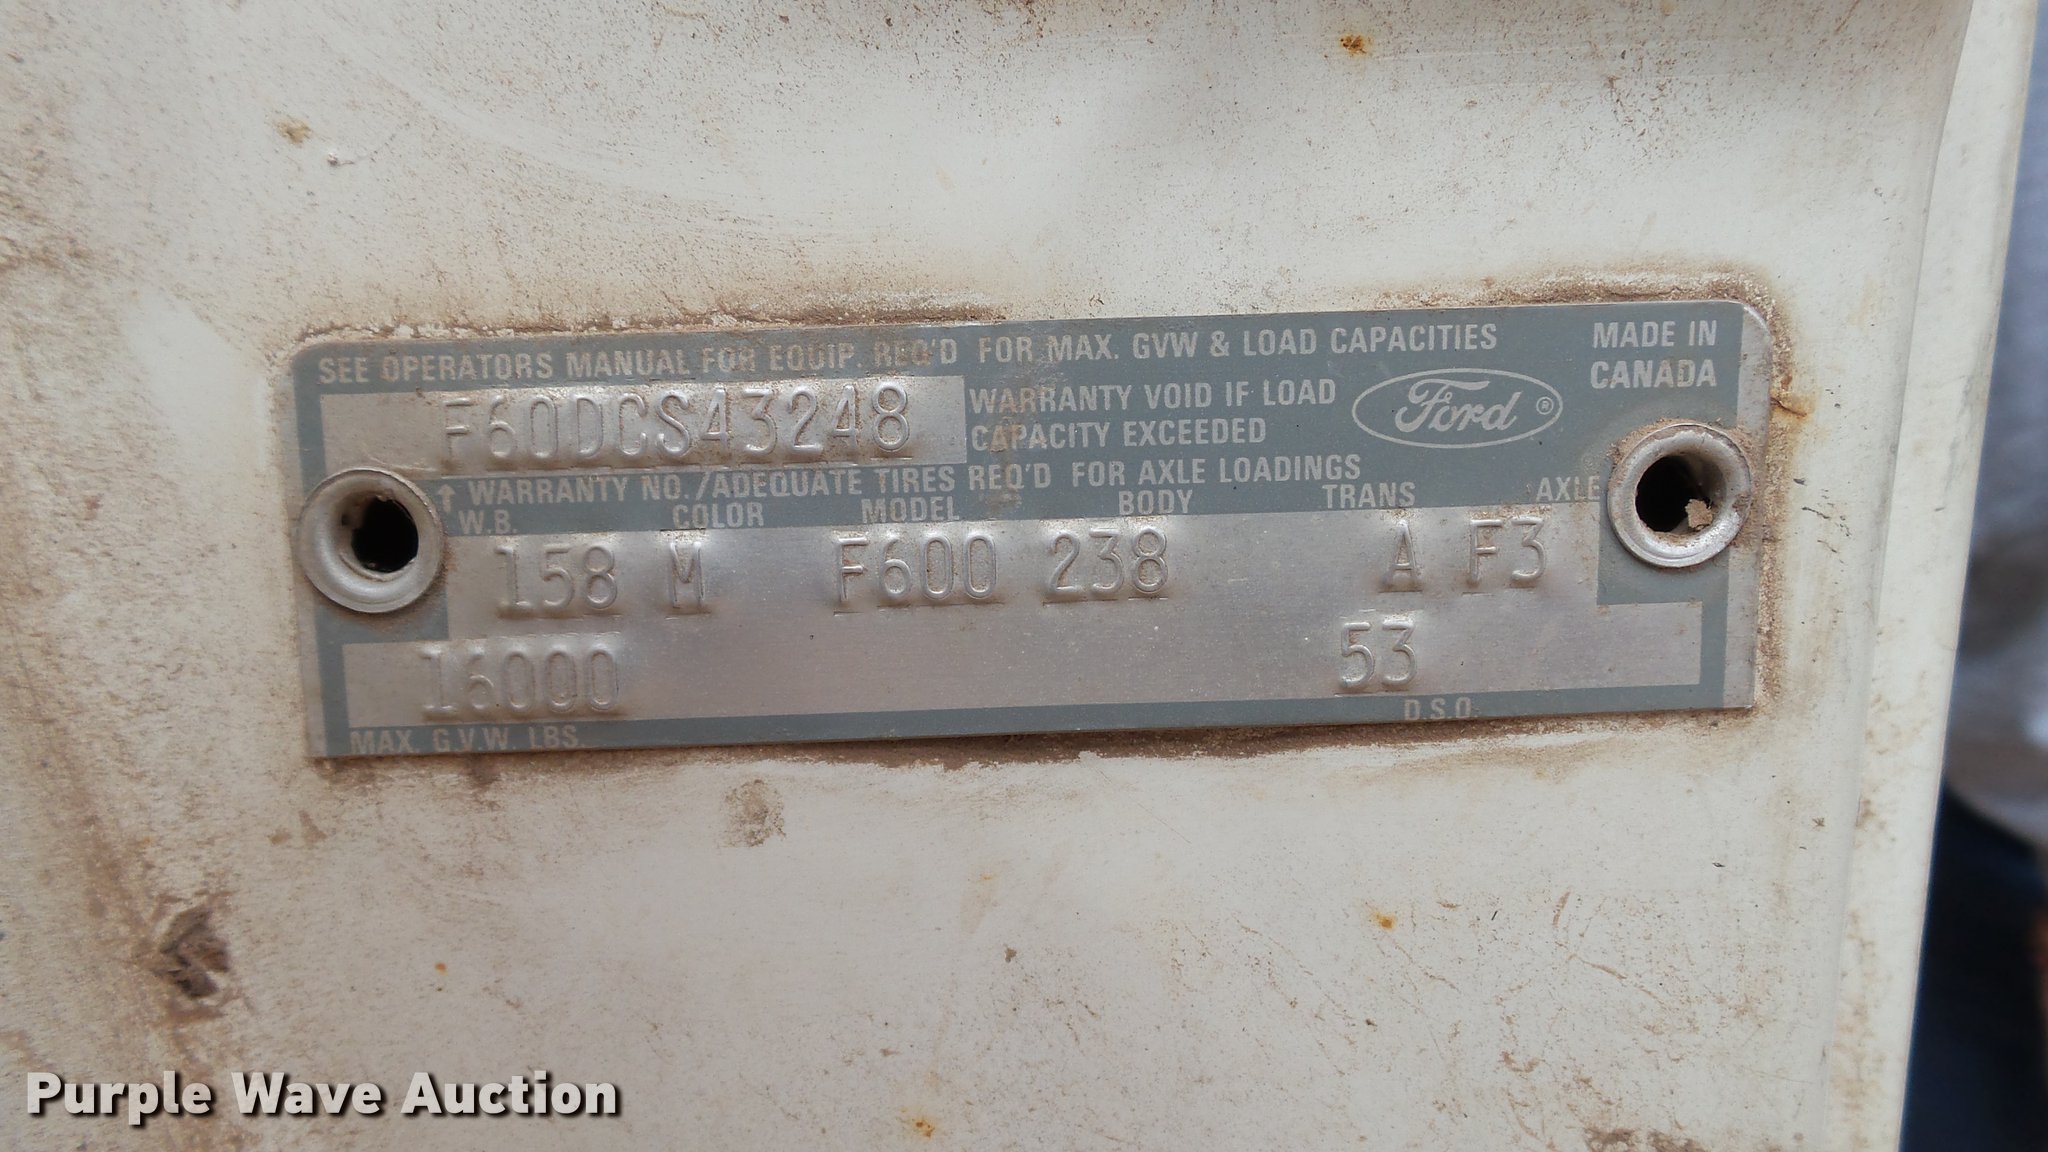 SEE OPERATORS MANUAL FOR EQUIP. REQ'D FOR MAX. GVW & LOAD CAPACITIES
MADE IN
CANADA
F60DCS43248
WARRANTY VOID IF LOAD
CAPACITY EXCEEDED
Ford ®
↑ WARRANTY NO./ADEQUATE TIRES REQ'D FOR AXLE LOADINGS
W.B. COLOR MODEL BODY TRANS AXLE
158 M F600 238 A F3
16000 53
MAX. G.V.W. LBS. D.S.O.
Purple Wave Auction